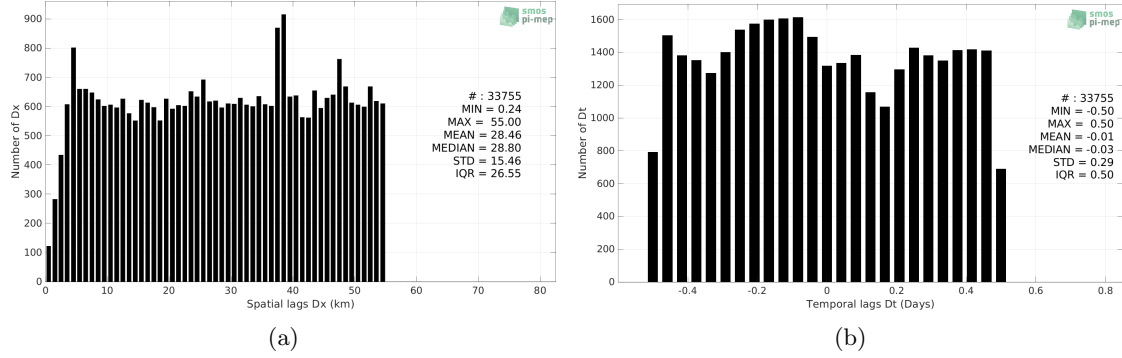 smos
pi-mep
900
800
700
600
500
400
300
200
100
0
Number of Dx
# : 33755
MIN = 0.24
MAX = 55.00
MEAN = 28.46
MEDIAN = 28.80
STD = 15.46
IQR = 26.55
0 10 20 30 40 50 60 70 80
Spatial lags Dx (km)
(a)
smos
pi-mep
1600
1400
1200
1000
800
600
400
200
0
Number of Dt
# : 33755
MIN = -0.50
MAX = 0.50
MEAN = -0.01
MEDIAN = -0.03
STD = 0.29
IQR = 0.50
-0.4 -0.2 0 0.2 0.4 0.6 0.8
Temporal lags Dt (Days)
(b)